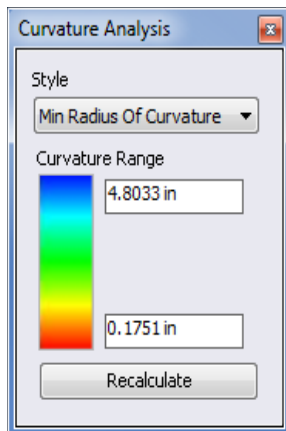 Curvature Analysis
Style
Min Radius Of Curvature
Curvature Range
4.8033 in
0.1751 in
Recalculate